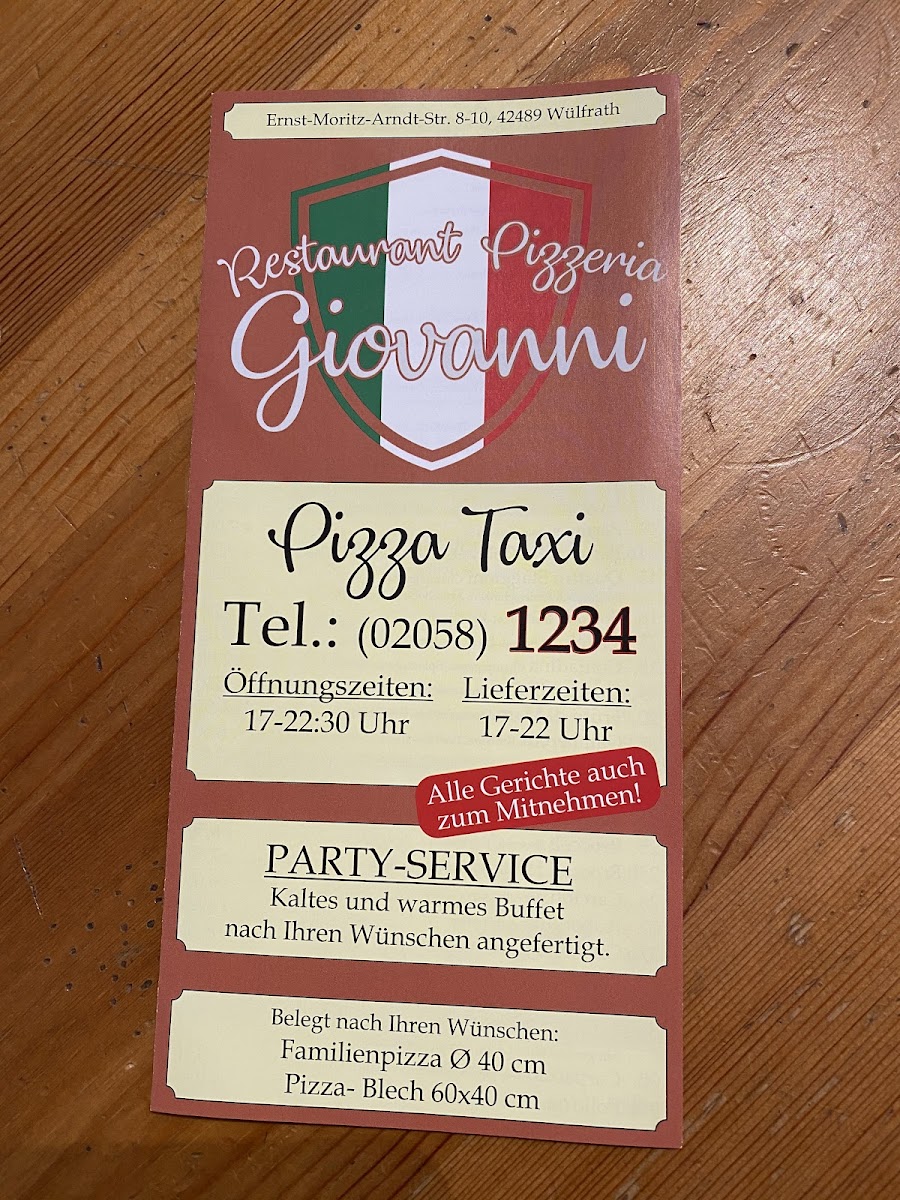 Ernst-Moritz-Arndt-Str. 8-10, 42489 Wülfrath
Restaurant Pizzeria
Giovanni
Pizza Taxi
Tel.: (02058) 1234
Öffnungszeiten:
17-22:30 Uhr
Lieferzeiten:
17-22 Uhr
Alle Gerichte auch
zum Mitnehmen!
PARTY-SERVICE
Kaltes und warmes Buffet
nach Ihren Wünschen angefertigt.
Belegt nach Ihren Wünschen:
Familienpizza Ø 40 cm
Pizza- Blech 60x40 cm